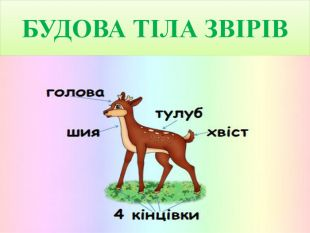 БУДОВА ТІЛА ЗВІРІВ
голова
тулуб
шия
хвіст
4 кінцівки